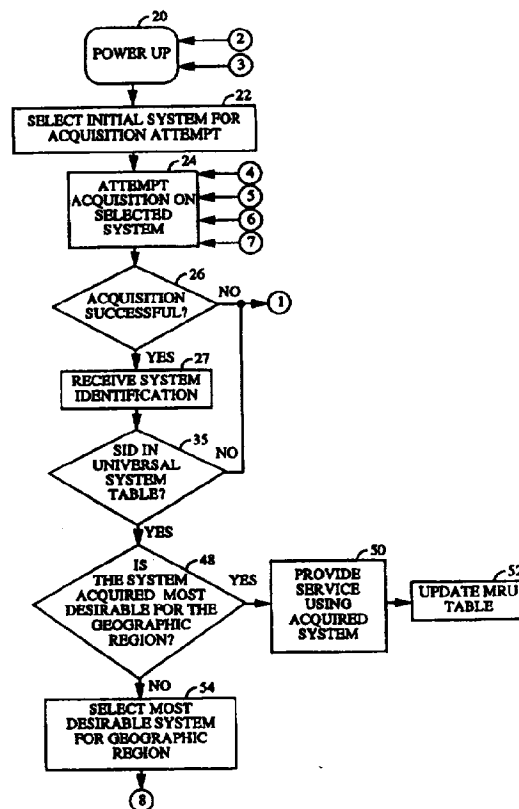 20
POWER UP
2
3
22
SELECT INITIAL SYSTEM FOR
ACQUISITION ATTEMPT
24
ATTEMPT
ACQUISITION ON
SELECTED
SYSTEM
4
5
6
7
26
ACQUISITION
SUCCESSFUL?
NO
1
YES
27
RECEIVE SYSTEM
IDENTIFICATION
35
SID IN
UNIVERSAL
SYSTEM
TABLE?
NO
YES
48
IS
THE SYSTEM
ACQUIRED MOST
DESIRABLE FOR THE
GEOGRAPHIC
REGION?
YES
50
PROVIDE
SERVICE
USING
ACQUIRED
SYSTEM
52
UPDATE MRU
TABLE
NO
54
SELECT MOST
DESIRABLE SYSTEM
FOR GEOGRAPHIC
REGION
8